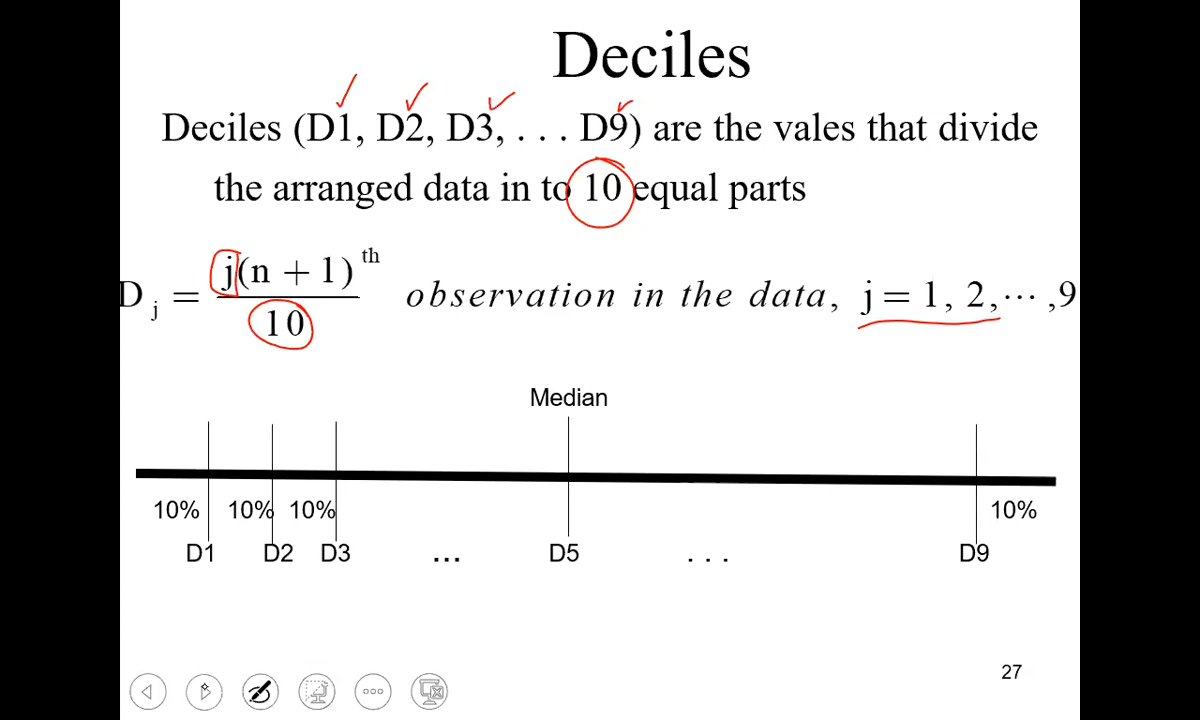 Deciles
Deciles (D1, D2, D3, . . . D9) are the vales that divide
the arranged data in to 10 equal parts
D j = j(n + 1) th / 10 observation in the data, j = 1, 2, ··· ,9
Median
10% 10% 10% 10%
D1 D2 D3 ... D5 . . . D9
27